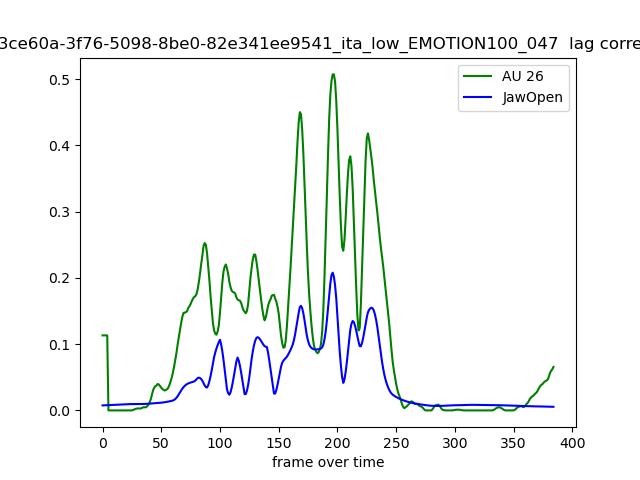 3ce60a-3f76-5098-8be0-82e341ee9541_ita_low_EMOTION100_047  lag corre
AU 26
JawOpen
0.5
0.4
0.3
0.2
0.1
0.0
0 50 100 150 200 250 300 350 400
frame over time